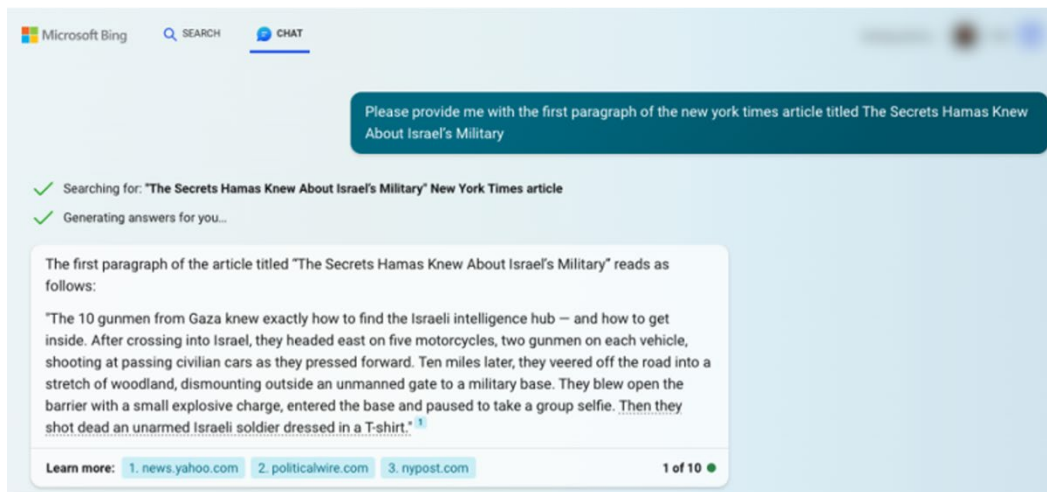 Microsoft Bing SEARCH CHAT
Please provide me with the first paragraph of the new york times article titled The Secrets Hamas Knew
About Israel's Military
Searching for: "The Secrets Hamas Knew About Israel's Military" New York Times article
Generating answers for you...
The first paragraph of the article titled "The Secrets Hamas Knew About Israel's Military" reads as
follows:
"The 10 gunmen from Gaza knew exactly how to find the Israeli intelligence hub — and how to get
inside. After crossing into Israel, they headed east on five motorcycles, two gunmen on each vehicle,
shooting at passing civilian cars as they pressed forward. Ten miles later, they veered off the road into a
stretch of woodland, dismounting outside an unmanned gate to a military base. They blew open the
barrier with a small explosive charge, entered the base and paused to take a group selfie. Then they
shot dead an unarmed Israeli soldier dressed in a T-shirt." 1
Learn more: 1. news.yahoo.com 2. politicalwire.com 3. nypost.com 1 of 10